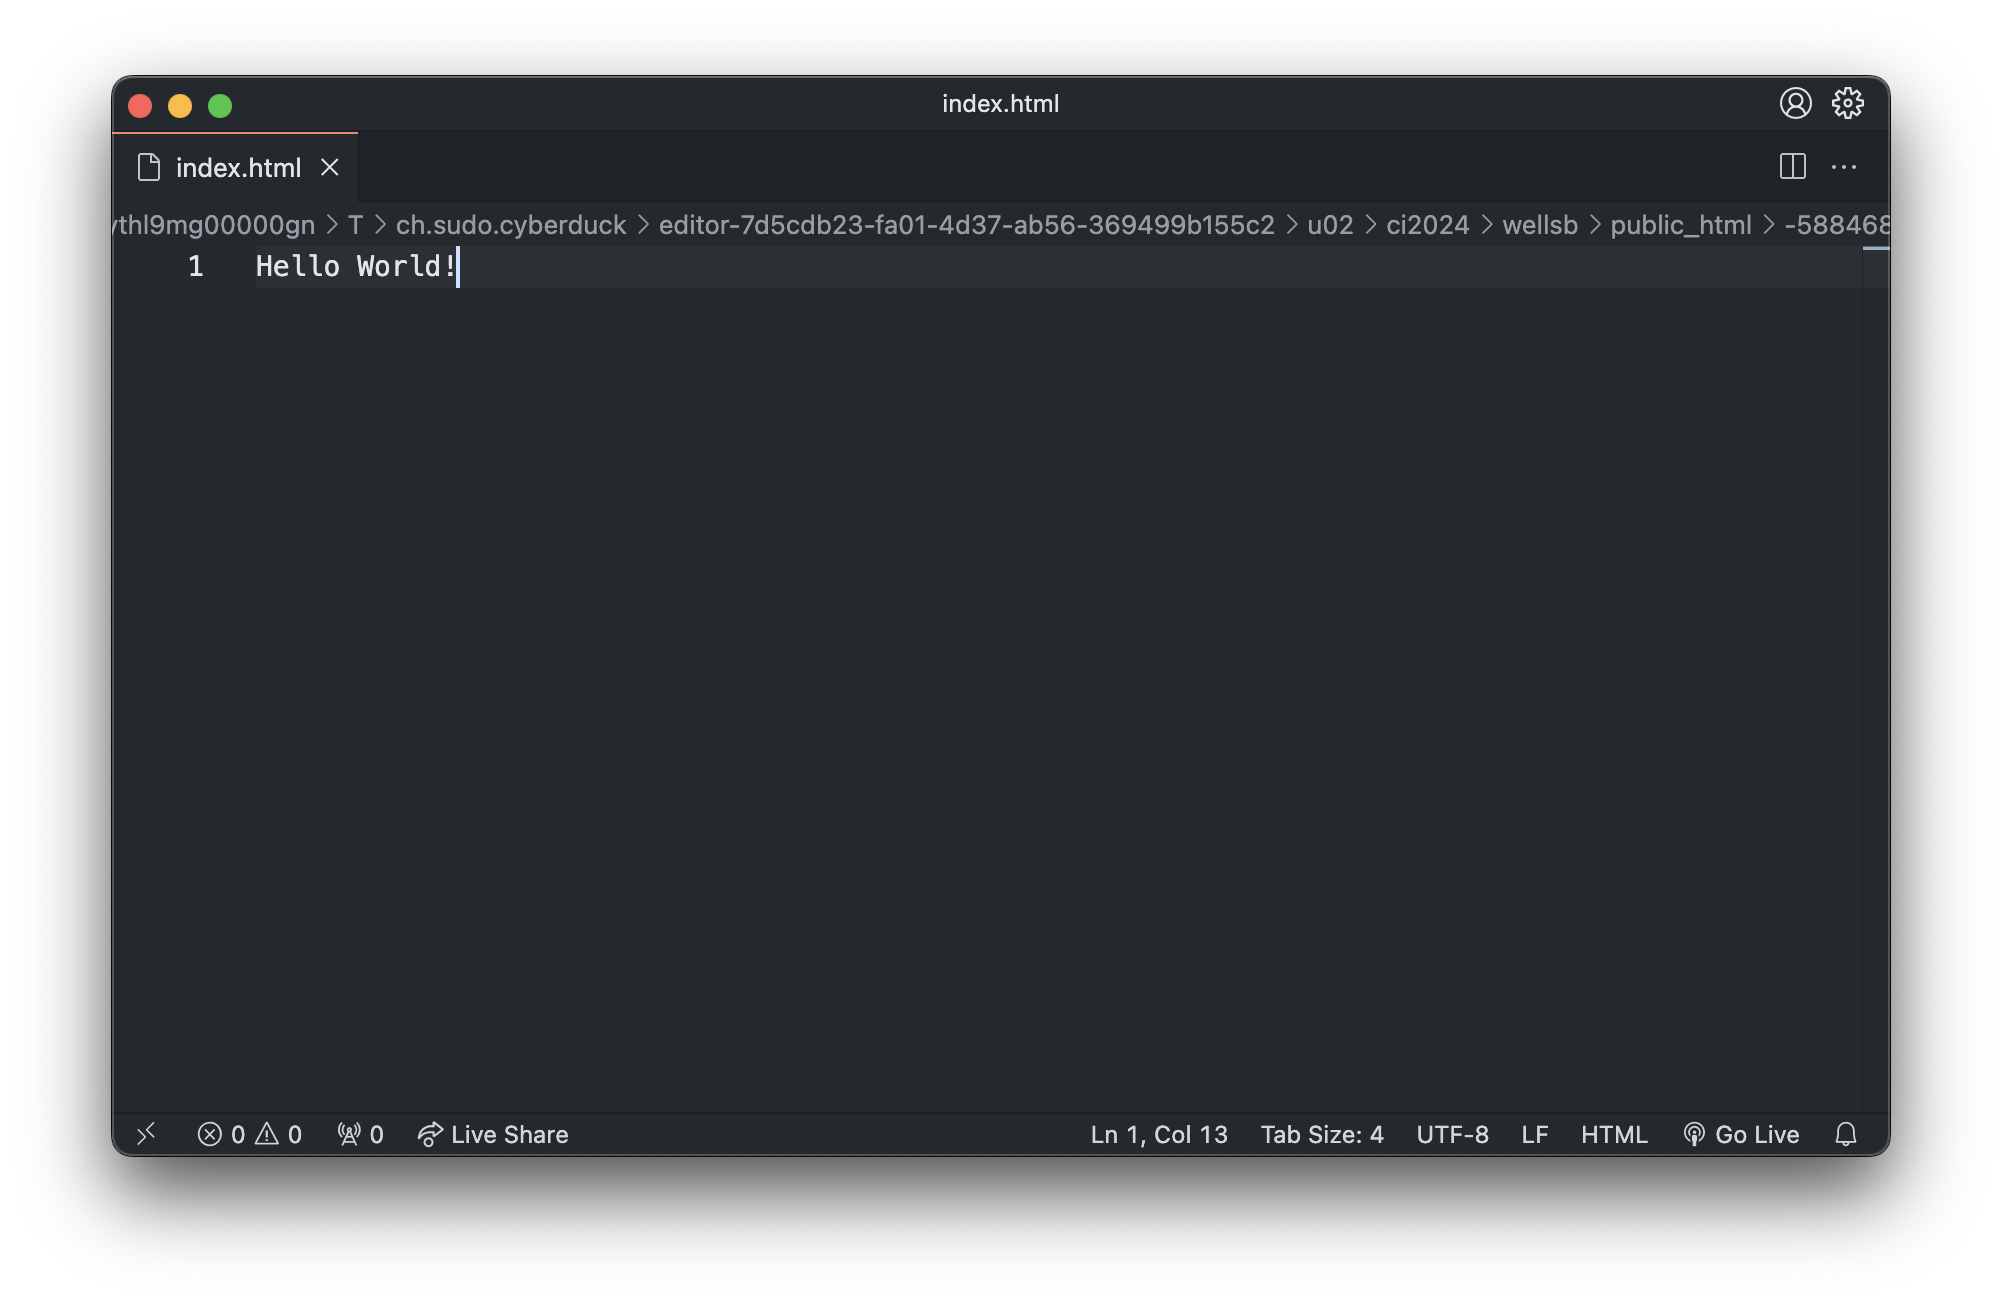 index.html
index.html
ythl9mg00000gn > T > ch.sudo.cyberduck > editor-7d5cdb23-fa01-4d37-ab56-369499b155c2 > u02 > ci2024 > wellsb > public_html > -588468
1 Hello World!
0 0 0 Live Share Ln 1, Col 13 Tab Size: 4 UTF-8 LF HTML Go Live